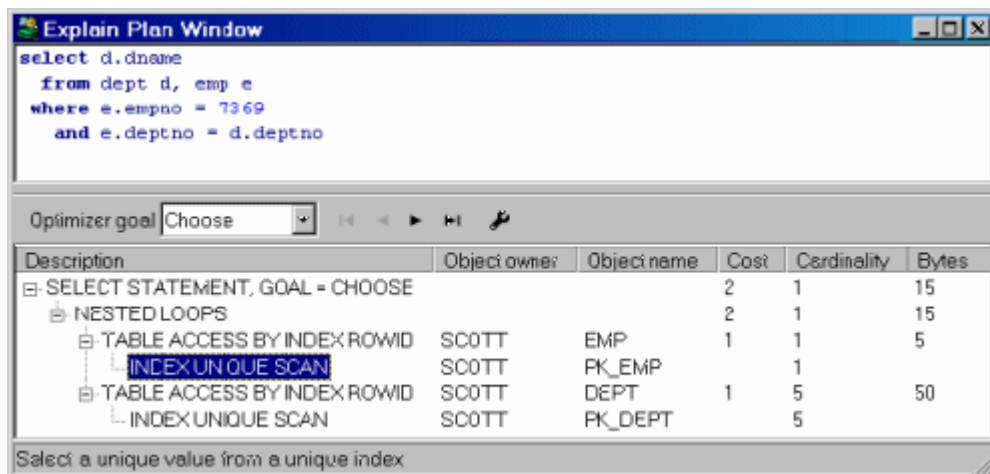 Explain Plan Window
select d.dname
from dept d, emp e
where e.empno = 7369
and e.deptno = d.deptno
Optimizer goal Choose
Description Object owner Object name Cost Cardinality Bytes
SELECT STATEMENT, GOAL = CHOOSE 2 1 15
NESTED LOOPS 2 1 15
TABLE ACCESS BY INDEX ROWID SCOTT EMP 1 1 5
INDEX UNIQUE SCAN SCOTT PK_EMP 1
TABLE ACCESS BY INDEX ROWID SCOTT DEPT 1 5 50
INDEX UNIQUE SCAN SCOTT PK_DEPT 5
Select a unique value from a unique index